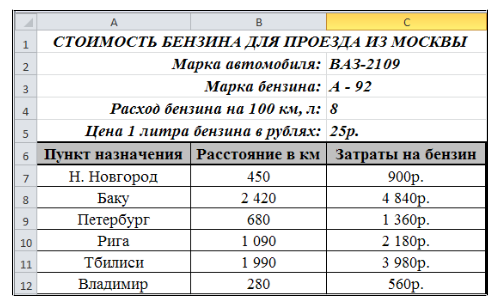 A B C
1 СТОИМОСТЬ БЕНЗИНА ДЛЯ ПРОЕЗДА ИЗ МОСКВЫ
2 Марка автомобиля: ВАЗ-2109
3 Марка бензина: А - 92
4 Расход бензина на 100 км, л: 8
5 Цена 1 литра бензина в рублях: 25р.
6 Пункт назначения Расстояние в км Затраты на бензин
7 Н. Новгород 450 900р.
8 Баку 2 420 4 840р.
9 Петербург 680 1 360р.
10 Рига 1 090 2 180р.
11 Тбилиси 1 990 3 980р.
12 Владимир 280 560р.